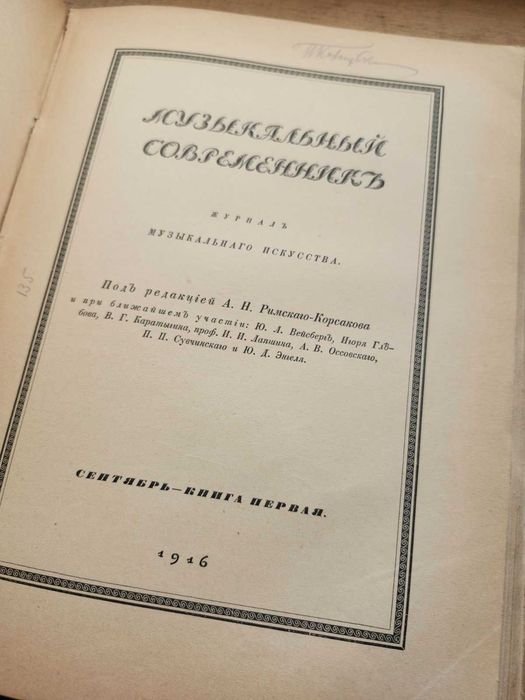 МУЗЫКАЛЬНЫЙ
СОВРЕМЕННИКЪ
ЖУРНАЛЪ
МУЗЫКАЛЬНАГО ИСКУССТВА.
Подъ редакціей А. Н. Римскаго-Корсакова
и при ближайшемъ участіи: Ю. Л. Вейсбергъ, Игоря Глѣ-
бова, В. Г. Каратыгина, проф. И. И. Лапшина, А. В. Оссовскаго,
П. П. Сувчинскаго и Ю. Д. Энгеля.
СЕНТЯБРЬ—КНИГА ПЕРВАЯ.
1916
135